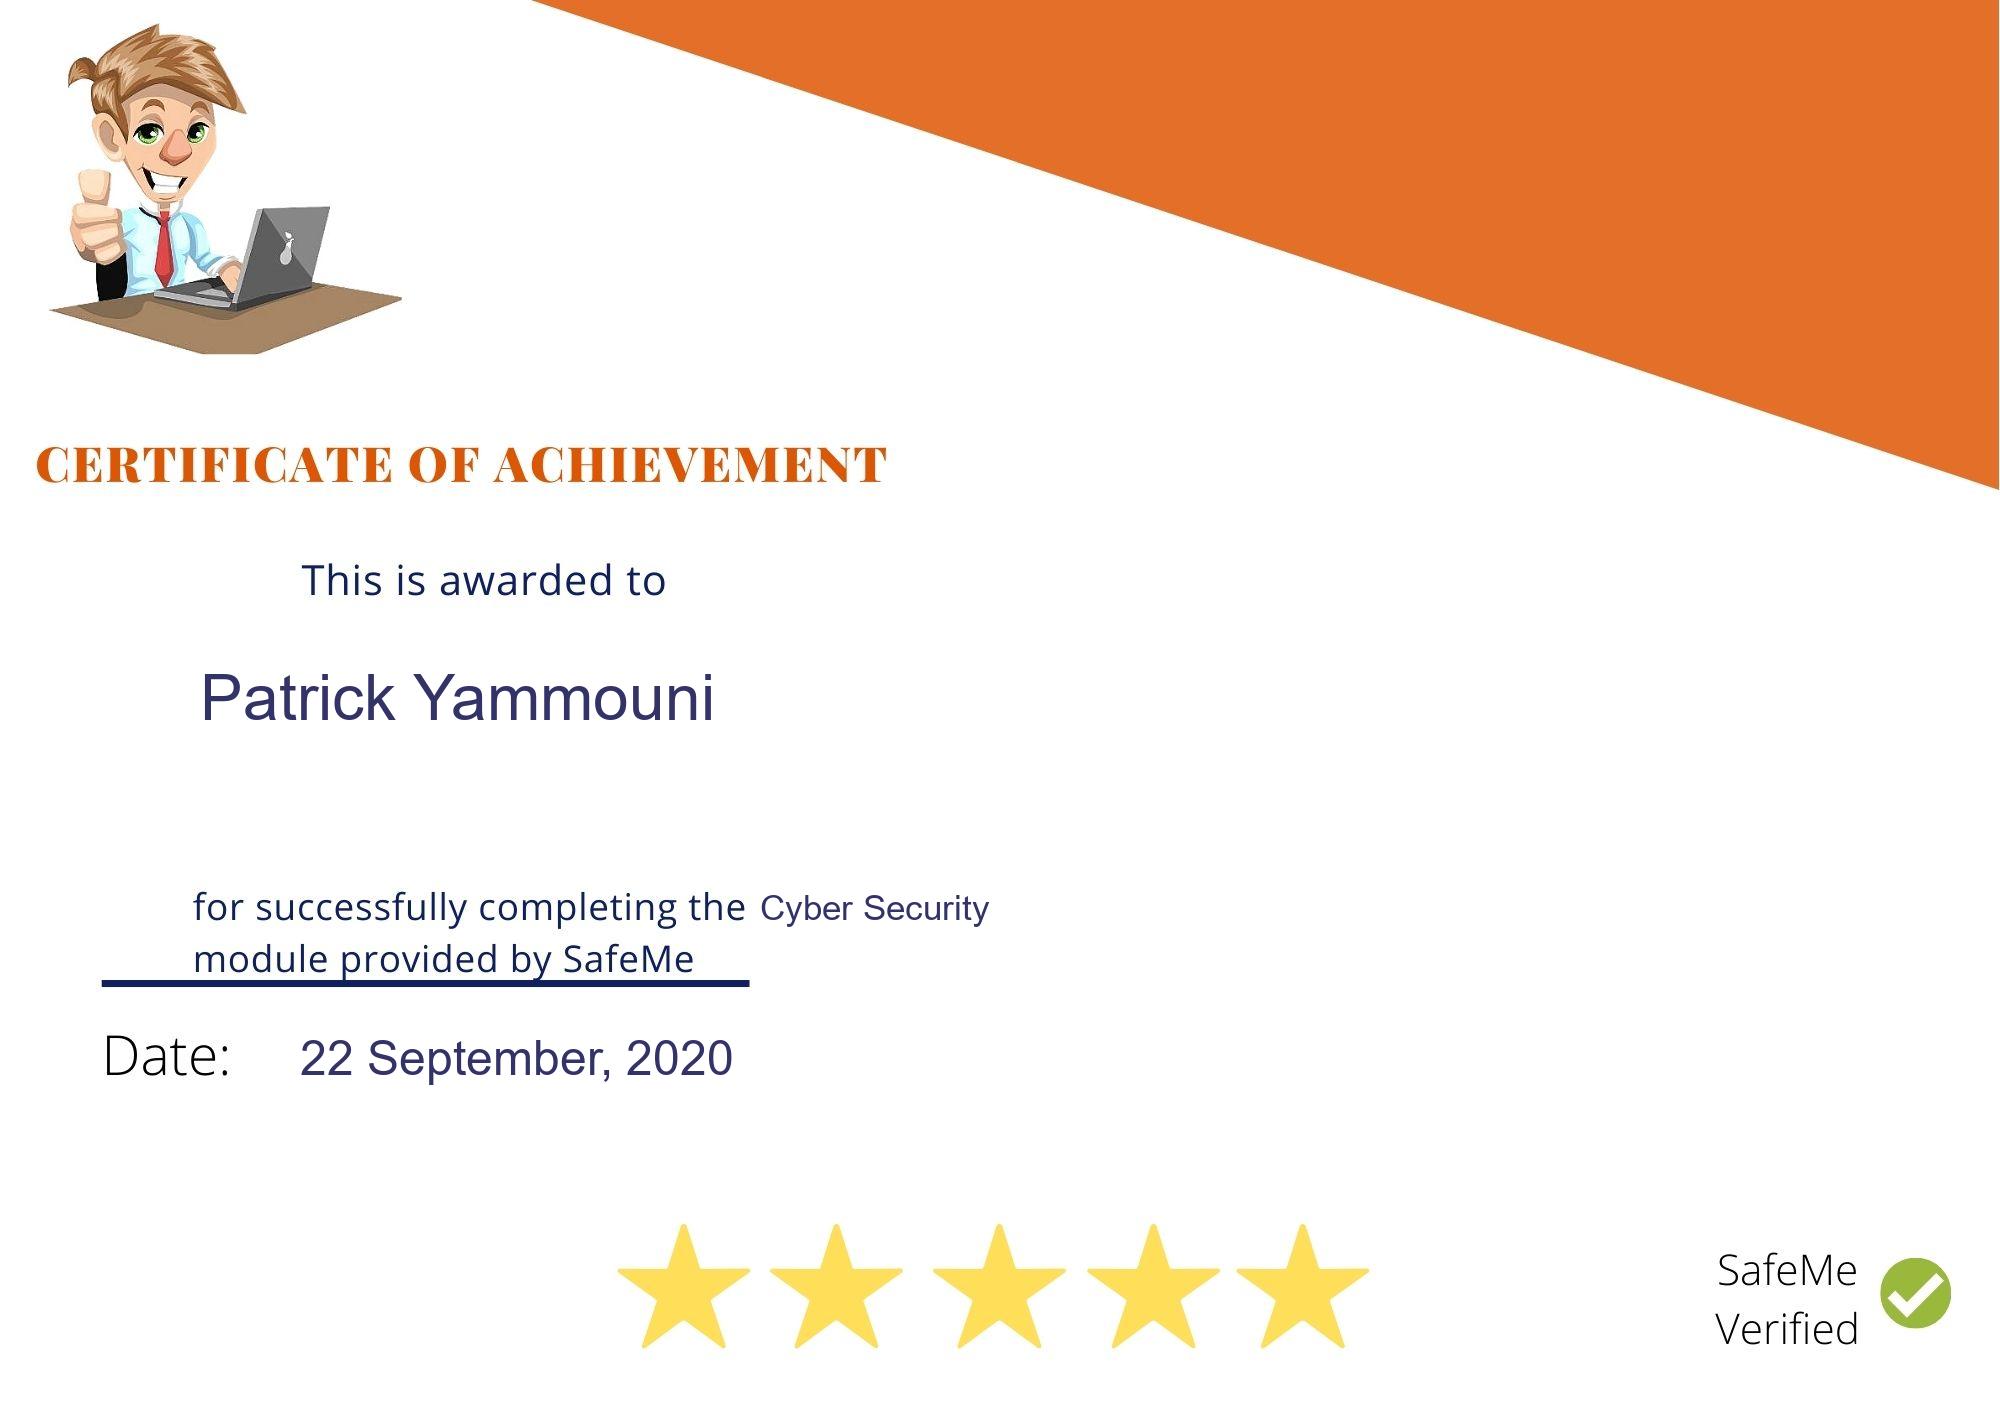 CERTIFICATE OF ACHIEVEMENT
This is awarded to
Patrick Yammouni
for successfully completing the Cyber Security
module provided by SafeMe
Date: 22 September, 2020
SafeMe
Verified